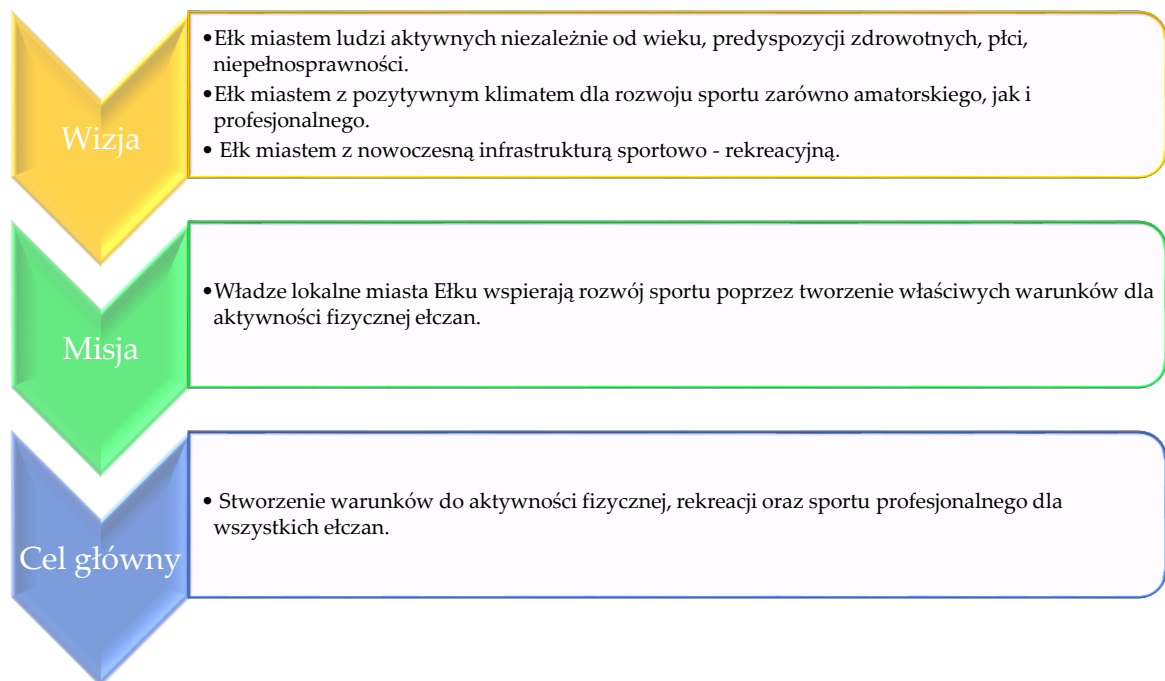 Wizja
•Ełk miastem ludzi aktywnych niezależnie od wieku, predyspozycji zdrowotnych, płci,
niepełnosprawności.
•Ełk miastem z pozytywnym klimatem dla rozwoju sportu zarówno amatorskiego, jak i
profesjonalnego.
• Ełk miastem z nowoczesną infrastrukturą sportowo - rekreacyjną.
Misja
•Władze lokalne miasta Ełku wspierają rozwój sportu poprzez tworzenie właściwych warunków dla
aktywności fizycznej ełczan.
Cel główny
• Stworzenie warunków do aktywności fizycznej, rekreacji oraz sportu profesjonalnego dla
wszystkich ełczan.